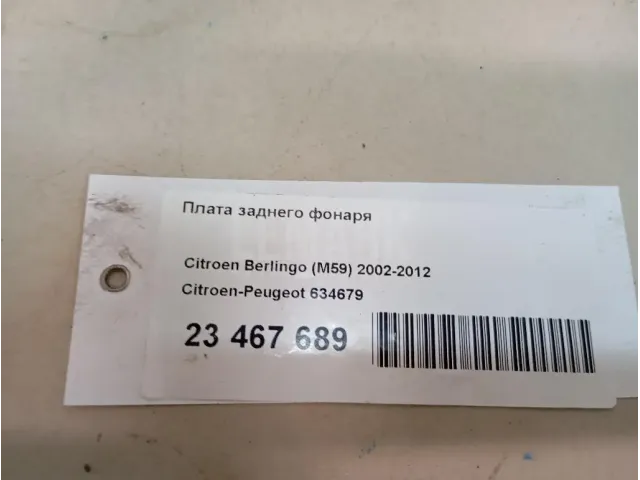 Плата заднего фонаря
Citroen Berlingo (M59) 2002-2012
Citroen-Peugeot 634679
23 467 689